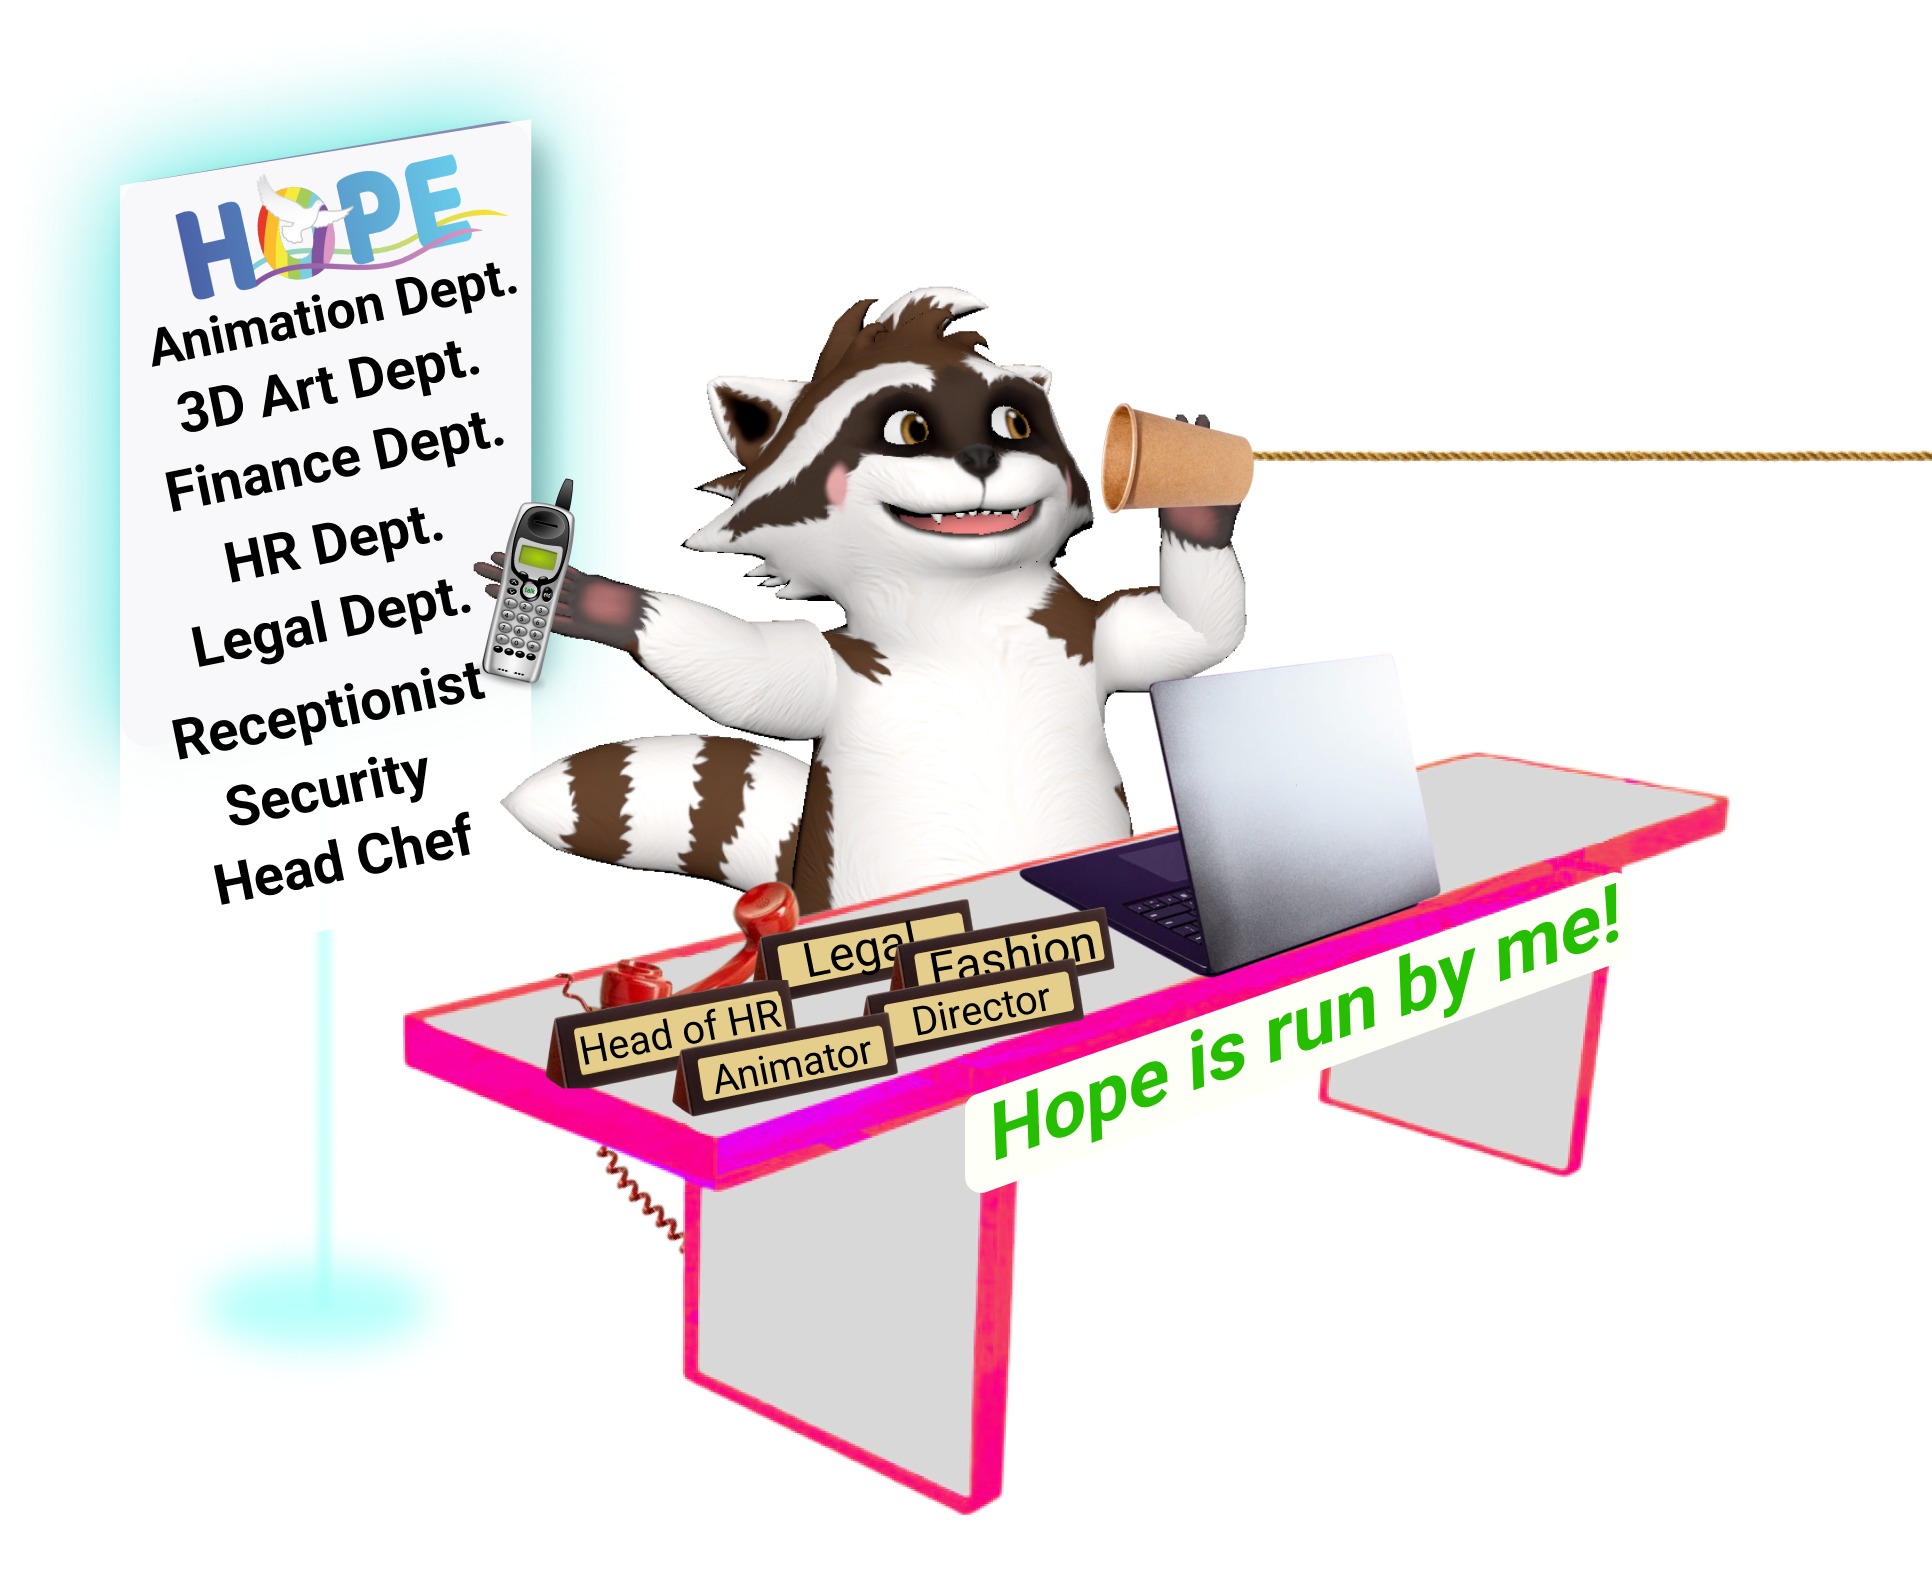 HOPE
Animation Dept.
3D Art Dept.
Finance Dept.
HR Dept.
Legal Dept.
Receptionist
Security
Head Chef
Legal
Fashion
Head of HR
Director
Animator
Hope is run by me!